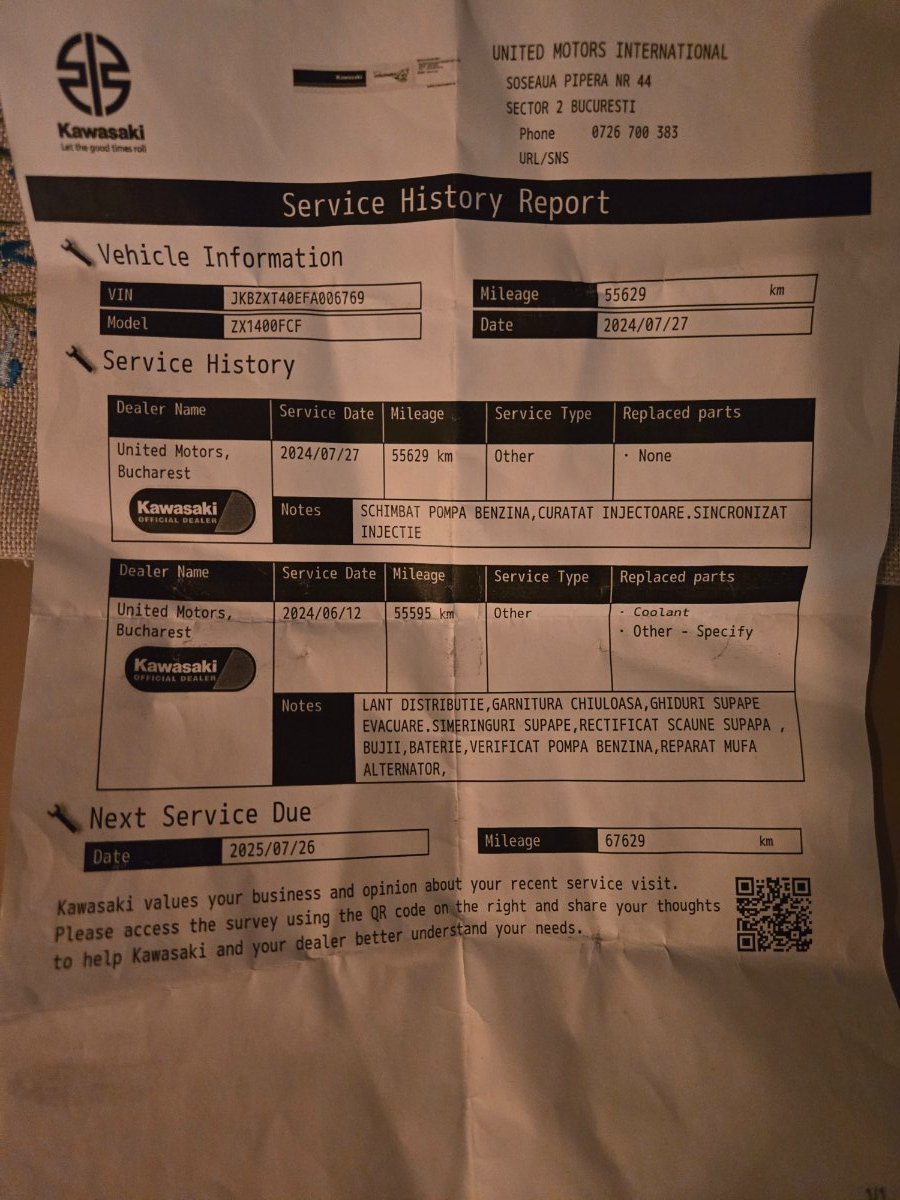 Kawasaki
Let the good times roll
Kawasaki
UNITED MOTORS INTERNATIONAL
SOSEAUA PIPERA NR 44
SECTOR 2 BUCURESTI
Phone 0726 700 383
URL/SNS
Service History Report
Vehicle Information
VIN JKBZXT40EFA006769
Mileage 55629 km
Model ZX1400FCF
Date 2024/07/27
Service History
Dealer Name Service Date Mileage Service Type Replaced parts
United Motors, 2024/07/27 55629 km Other · None
Bucharest
Kawasaki
OFFICIAL DEALER
Notes SCHIMBAT POMPA BENZINA,CURATAT INJECTOARE.SINCRONIZAT
INJECTIE
Dealer Name Service Date Mileage Service Type Replaced parts
United Motors, 2024/06/12 55595 km Other · Coolant
Bucharest · Other - Specify
Kawasaki
OFFICIAL DEALER
Notes LANT DISTRIBUTIE,GARNITURA CHIULOASA,GHIDURI SUPAPE
EVACUARE.SIMERINGURI SUPAPE,RECTIFICAT SCAUNE SUPAPA ,
BUJII,BATERIE,VERIFICAT POMPA BENZINA,REPARAT MUFA
ALTERNATOR,
Next Service Due
Date 2025/07/26
Mileage 67629 km
Kawasaki values your business and opinion about your recent service visit.
Please access the survey using the QR code on the right and share your thoughts
to help Kawasaki and your dealer better understand your needs.
1/1